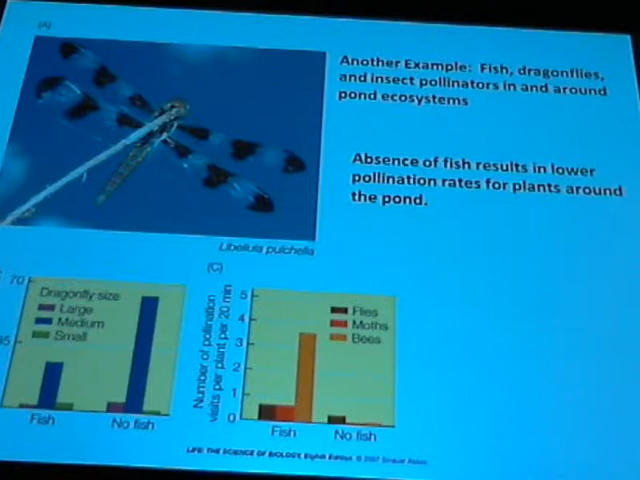 (A)
Another Example: Fish, dragonflies,
and insect pollinators in and around
pond ecosystems
Absence of fish results in lower
pollination rates for plants around
the pond.
Libellula pulchella
70
Dragonfly size
Large
Medium
Small
35
Fish
No fish
(C)
Number of pollination
visits per plant per 20 min
5
4
3
2
1
0
Flies
Moths
Bees
Fish
No fish
LIFE: THE SCIENCE OF BIOLOGY, Eighth Edition, © 2007 Sinauer Assoc